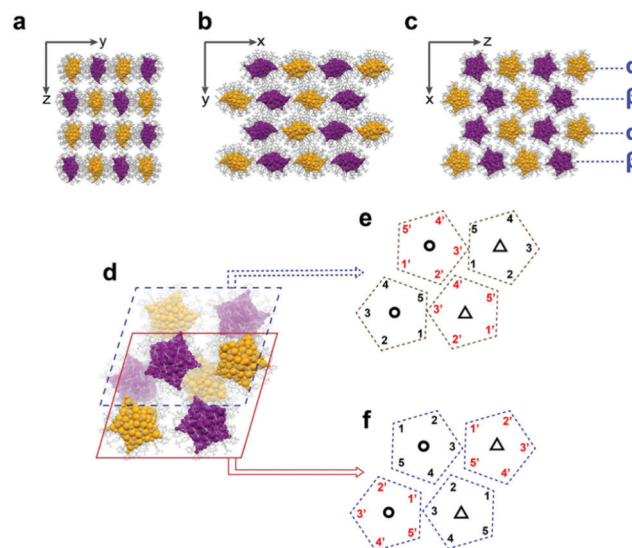 a b c
y x z
z y x
α
β
α
β
d
e
5' 4' 5 4
3' 3
1' 2' 1 2
4 5 4' 5'
3 3'
2 1 2' 1'
f
1 2 1' 2'
3 3'
5 4 5' 4'
2' 1' 2 1
3' 3
4' 5' 4 5